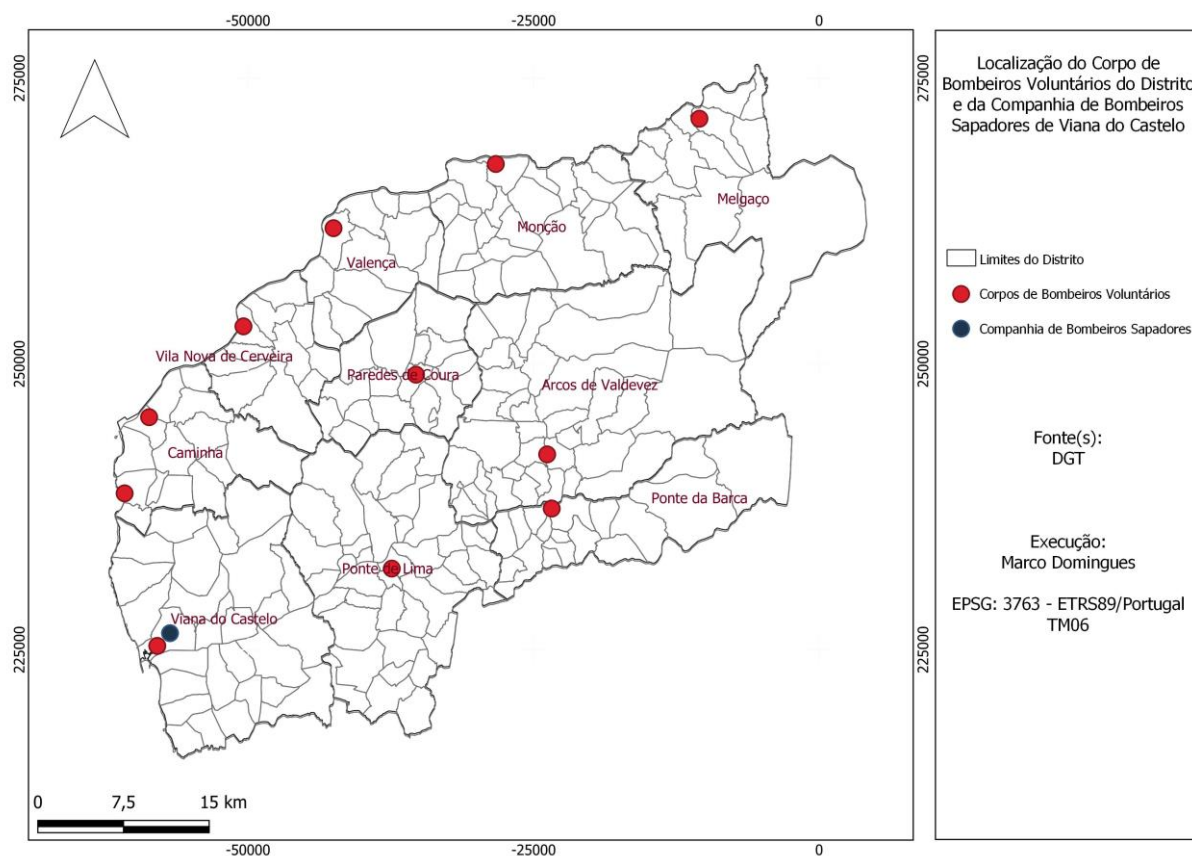 -50000
-25000
0
275000
275000
Localização do Corpo de
Bombeiros Voluntários do Distrito
e da Companhia de Bombeiros
Sapadores de Viana do Castelo
Melgaço
Monção
Valença
Limites do Distrito
Corpos de Bombeiros Voluntários
Companhia de Bombeiros Sapadores
Vila Nova de Cerveira
250000
250000
Paredes de Coura
Arcos de Valdevez
Caminha
Fonte(s):
DGT
Ponte da Barca
Execução:
Marco Domingues
Ponte de Lima
EPSG: 3763 - ETRS89/Portugal
TM06
Viana do Castelo
225000
225000
0
7,5
15 km
-50000
-25000
0